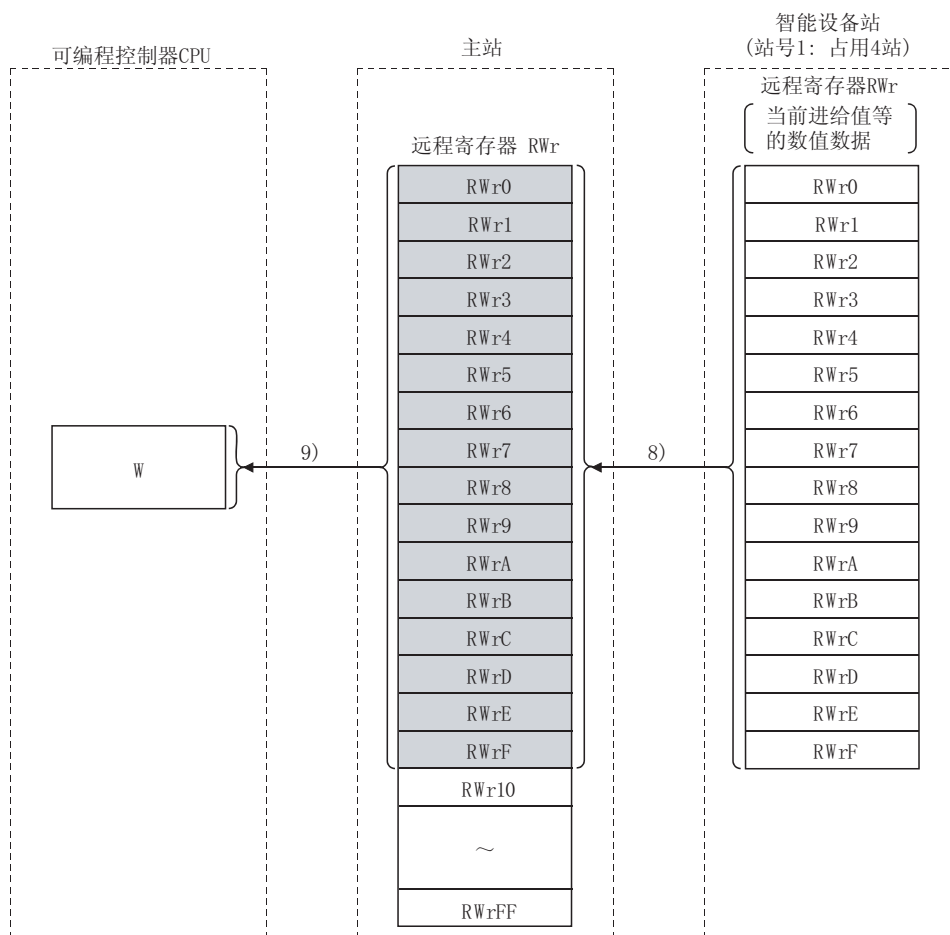 可编程控制器CPU
主站
智能设备站
(站号1: 占用4站)
远程寄存器 RWr
远程寄存器RWr
当前进给值等
的数值数据
RWr0
RWr1
RWr2
RWr3
RWr4
RWr5
RWr6
RWr7
RWr8
RWr9
RWrA
RWrB
RWrC
RWrD
RWrE
RWrF
RWr10
～
RWrFF
RWr0
RWr1
RWr2
RWr3
RWr4
RWr5
RWr6
RWr7
RWr8
RWr9
RWrA
RWrB
RWrC
RWrD
RWrE
RWrF
W
9)
8)